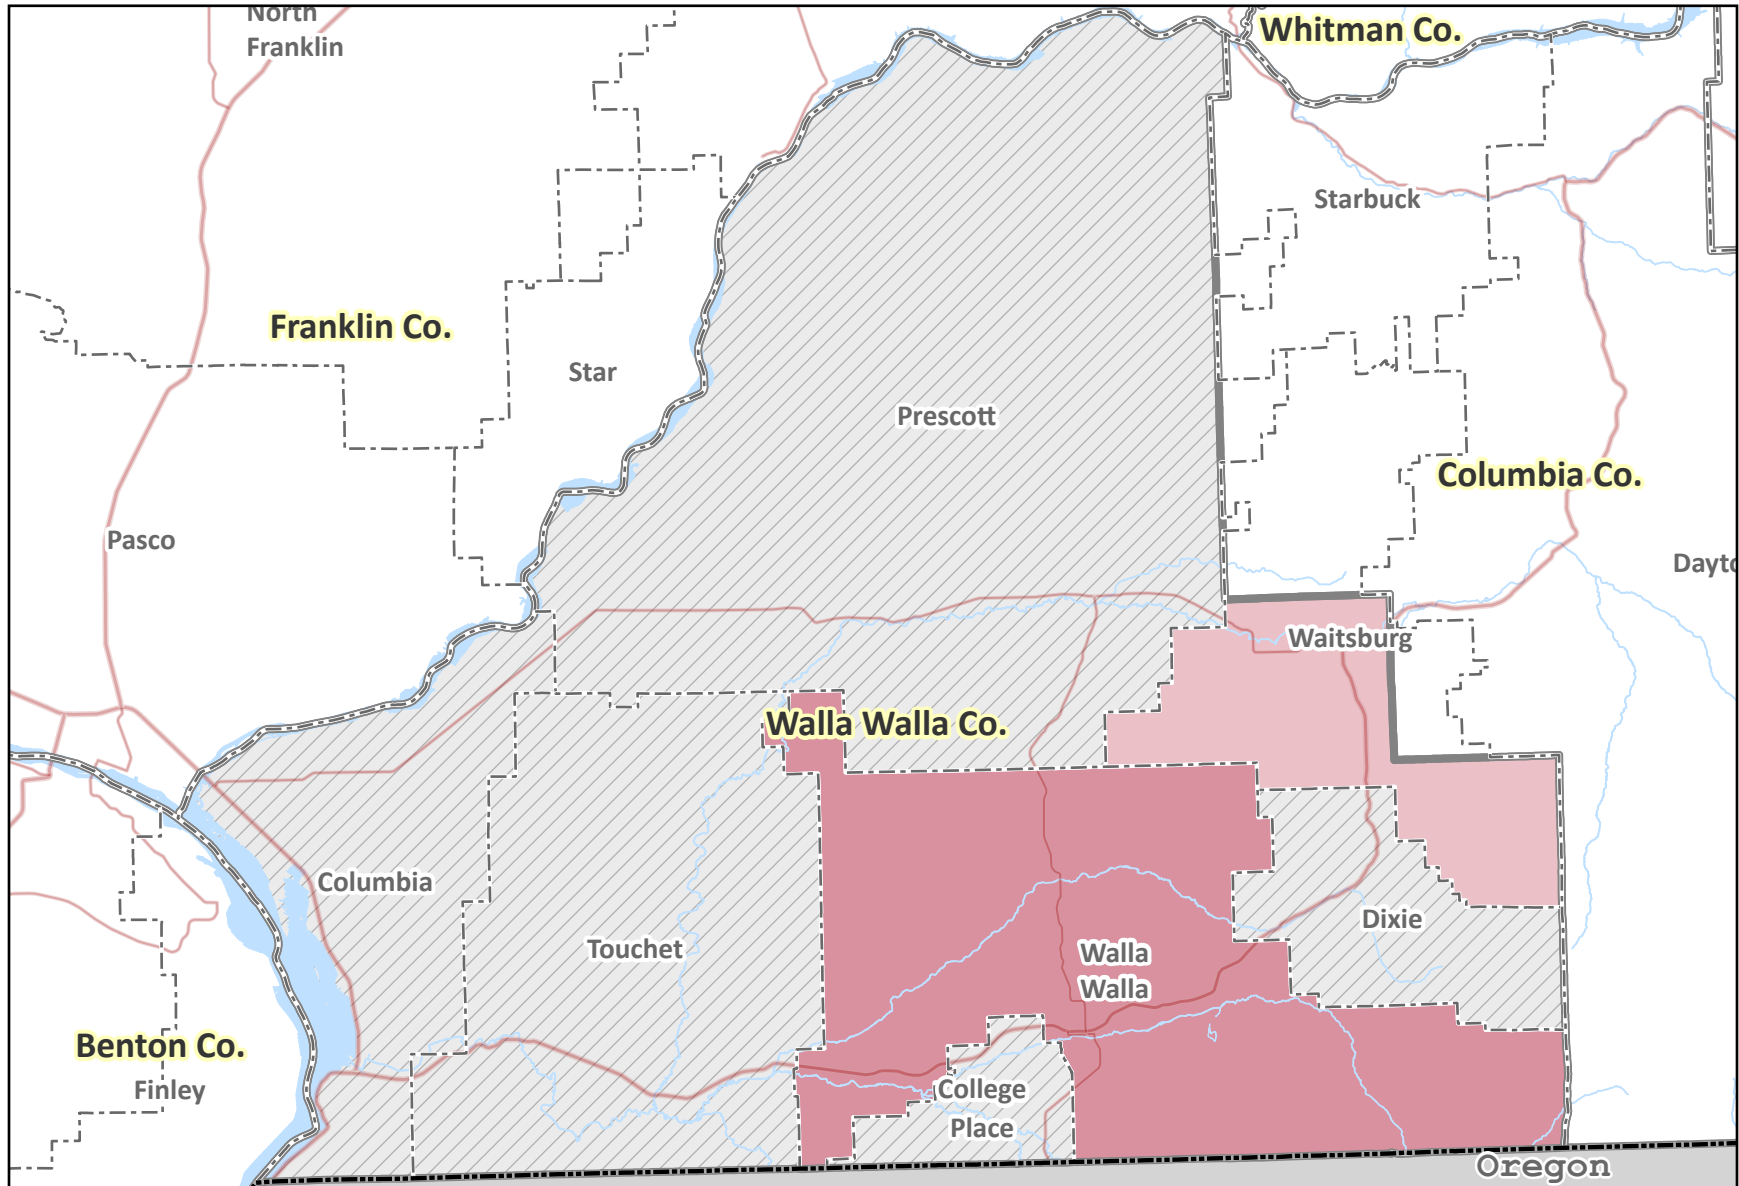 North
Franklin
Whitman Co.
Starbuck
Franklin Co.
Star
Prescott
Columbia Co.
Pasco
Dayto
Waitsburg
Walla Walla Co.
Columbia
Touchet
Dixie
Walla
Walla
Benton Co.
Finley
College
Place
Oregon